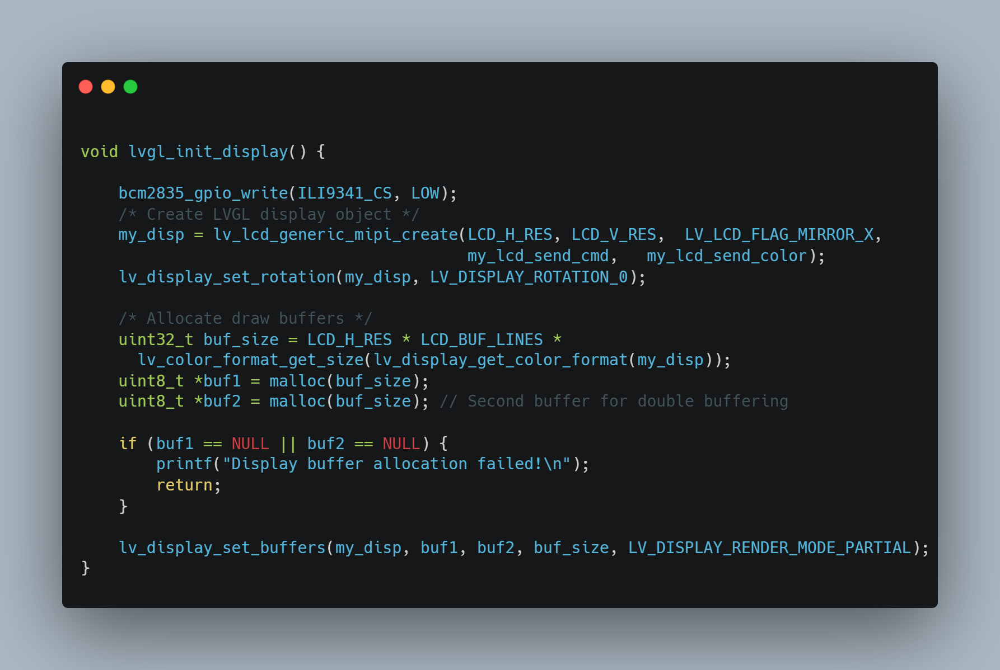 void lvgl_init_display() {
bcm2835_gpio_write(ILI9341_CS, LOW);
/* Create LVGL display object */
my_disp = lv_lcd_generic_mipi_create(LCD_H_RES, LCD_V_RES,  LV_LCD_FLAG_MIRROR_X,
my_lcd_send_cmd,   my_lcd_send_color);
lv_display_set_rotation(my_disp, LV_DISPLAY_ROTATION_0);
/* Allocate draw buffers */
uint32_t buf_size = LCD_H_RES * LCD_BUF_LINES *
lv_color_format_get_size(lv_display_get_color_format(my_disp));
uint8_t *buf1 = malloc(buf_size);
uint8_t *buf2 = malloc(buf_size); // Second buffer for double buffering
if (buf1 == NULL || buf2 == NULL) {
printf("Display buffer allocation failed!\n");
return;
}
lv_display_set_buffers(my_disp, buf1, buf2, buf_size, LV_DISPLAY_RENDER_MODE_PARTIAL);
}